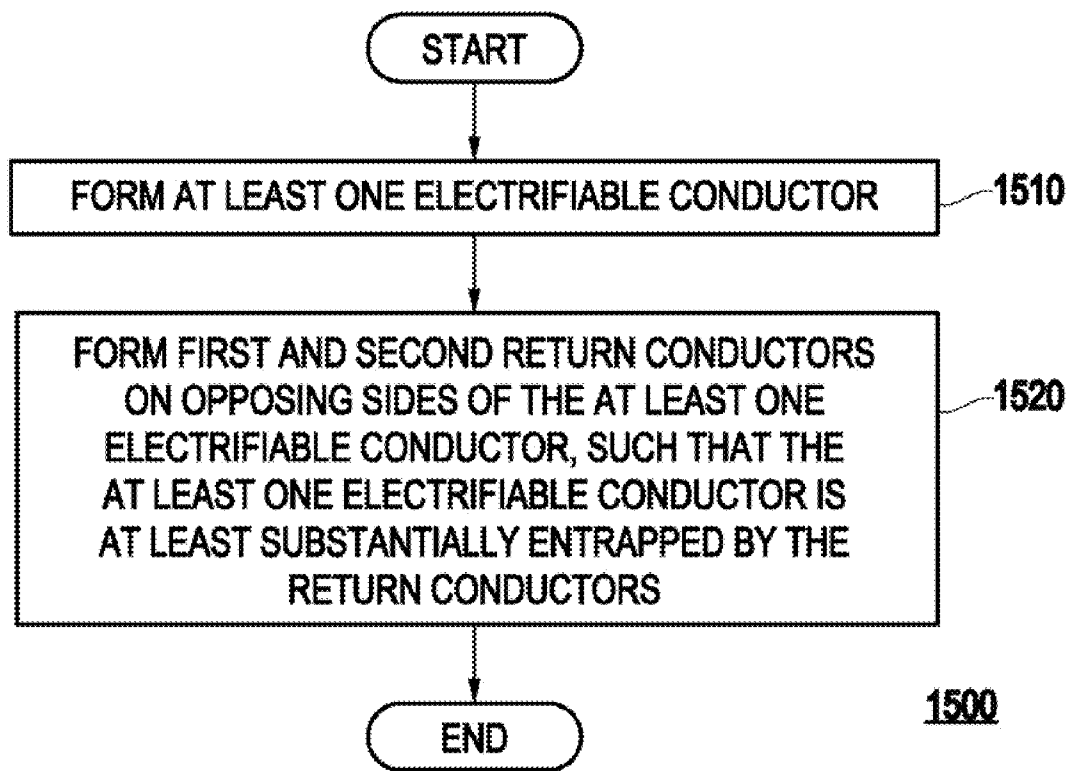 START
FORM AT LEAST ONE ELECTRIFIABLE CONDUCTOR
1510
FORM FIRST AND SECOND RETURN CONDUCTORS
ON OPPOSING SIDES OF THE AT LEAST ONE
ELECTRIFIABLE CONDUCTOR, SUCH THAT THE
AT LEAST ONE ELECTRIFIABLE CONDUCTOR IS
AT LEAST SUBSTANTIALLY ENTRAPPED BY THE
RETURN CONDUCTORS
1520
END
1500